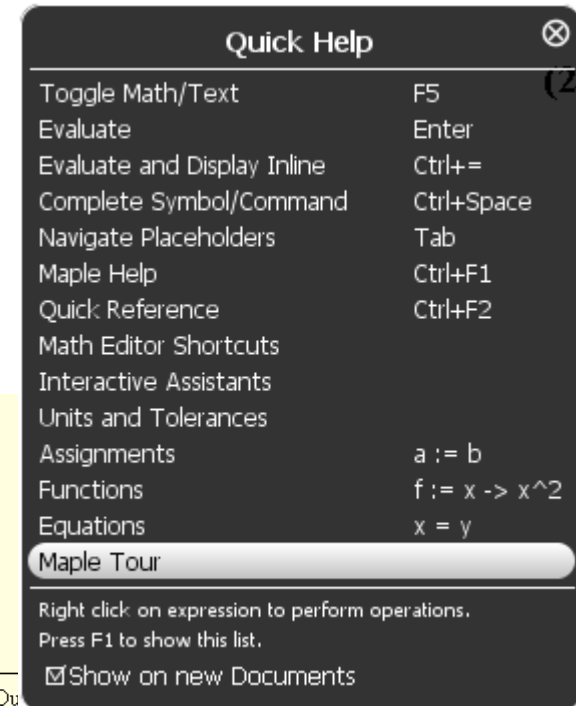 Quick Help
(2
Toggle Math/Text F5
Evaluate Enter
Evaluate and Display Inline Ctrl+=
Complete Symbol/Command Ctrl+Space
Navigate Placeholders Tab
Maple Help Ctrl+F1
Quick Reference Ctrl+F2
Math Editor Shortcuts
Interactive Assistants
Units and Tolerances
Assignments a := b
Functions f := x -> x^2
Equations x = y
Maple Tour
Right click on expression to perform operations.
Press F1 to show this list.
Show on new Documents